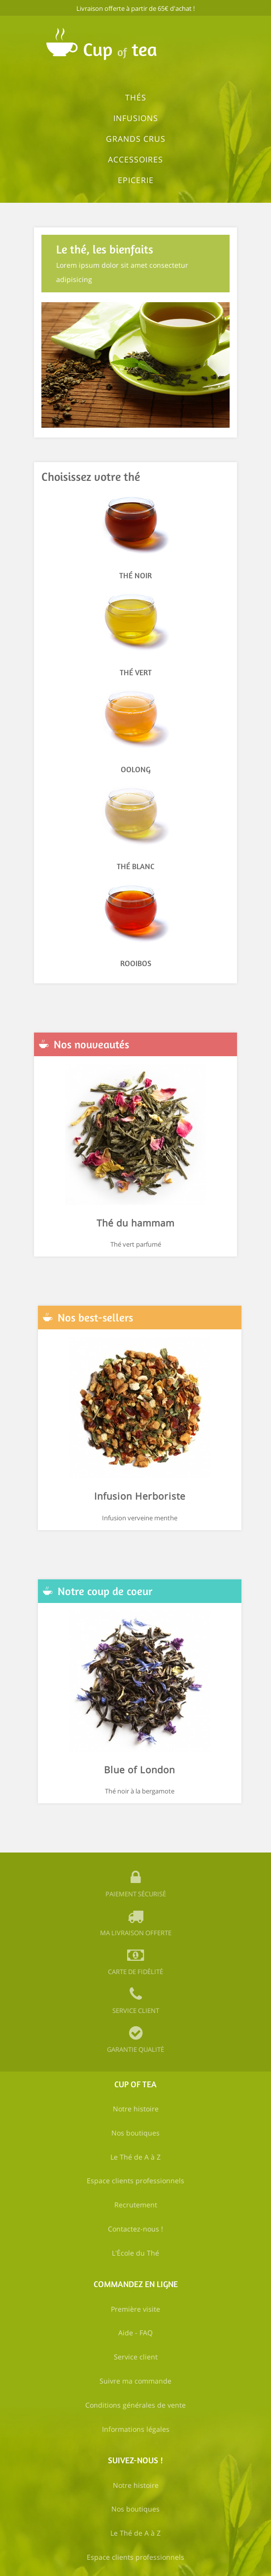 Livraison offerte à partir de 65€ d'achat !
Cup of tea
THÉS
INFUSIONS
GRANDS CRUS
ACCESSOIRES
EPICERIE
Le thé, les bienfaits
Lorem ipsum dolor sit amet consectetur
adipisicing
Choisissez votre thé
THÉ NOIR
THÉ VERT
OOLONG
THÉ BLANC
ROOIBOS
Nos nouveautés
Thé du hammam
Thé vert parfumé
Nos best-sellers
Infusion Herboriste
Infusion verveine menthe
Notre coup de coeur
Blue of London
Thé noir à la bergamote
PAIEMENT SÉCURISÉ
MA LIVRAISON OFFERTE
CARTE DE FIDÉLITÉ
SERVICE CLIENT
GARANTIE QUALITÉ
CUP OF TEA
Notre histoire
Nos boutiques
Le Thé de A à Z
Espace clients professionnels
Recrutement
Contactez-nous !
L'École du Thé
COMMANDEZ EN LIGNE
Première visite
Aide - FAQ
Service client
Suivre ma commande
Conditions générales de vente
Informations légales
SUIVEZ-NOUS !
Notre histoire
Nos boutiques
Le Thé de A à Z
Espace clients professionnels